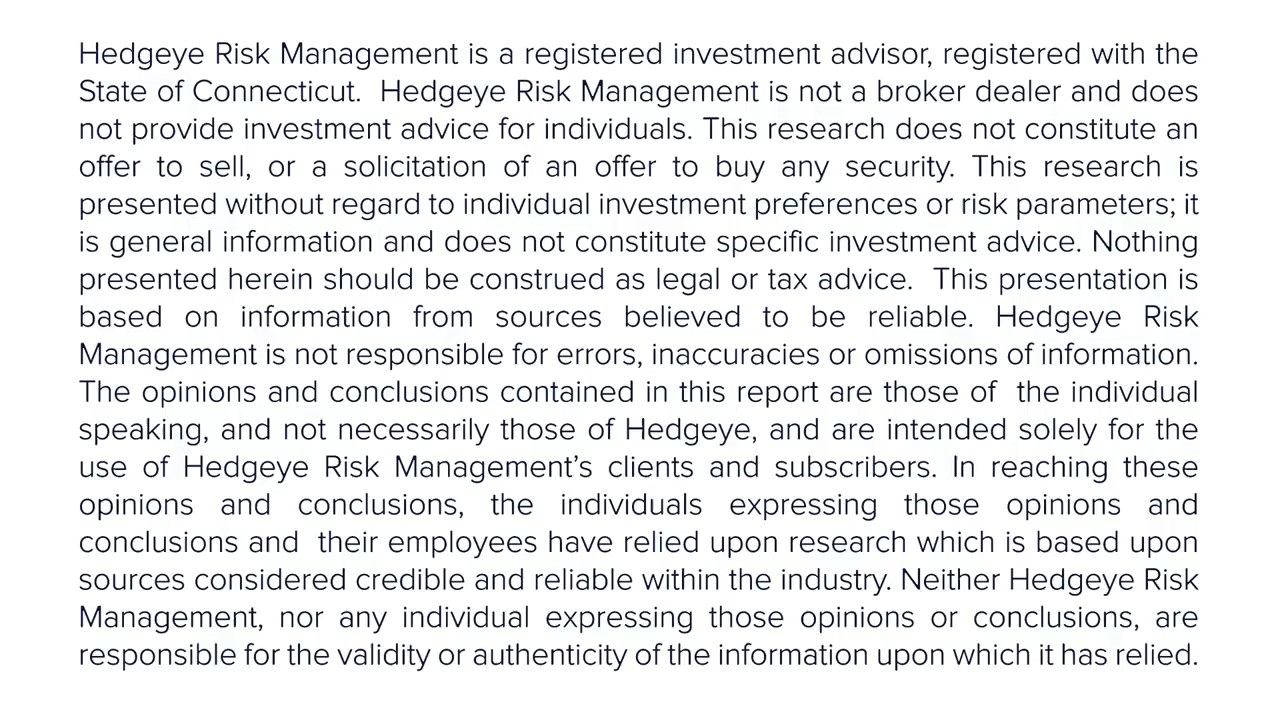 Hedgeye Risk Management is a registered investment advisor, registered with the
State of Connecticut.  Hedgeye Risk Management is not a broker dealer and does
not provide investment advice for individuals. This research does not constitute an
offer to sell, or a solicitation of an offer to buy any security. This research is
presented without regard to individual investment preferences or risk parameters; it
is general information and does not constitute specific investment advice. Nothing
presented herein should be construed as legal or tax advice.  This presentation is
based on information from sources believed to be reliable. Hedgeye Risk
Management is not responsible for errors, inaccuracies or omissions of information.
The opinions and conclusions contained in this report are those of  the individual
speaking, and not necessarily those of Hedgeye, and are intended solely for the
use of Hedgeye Risk Management’s clients and subscribers. In reaching these
opinions and conclusions, the individuals expressing those opinions and
conclusions and  their employees have relied upon research which is based upon
sources considered credible and reliable within the industry. Neither Hedgeye Risk
Management, nor any individual expressing those opinions or conclusions, are
responsible for the validity or authenticity of the information upon which it has relied.